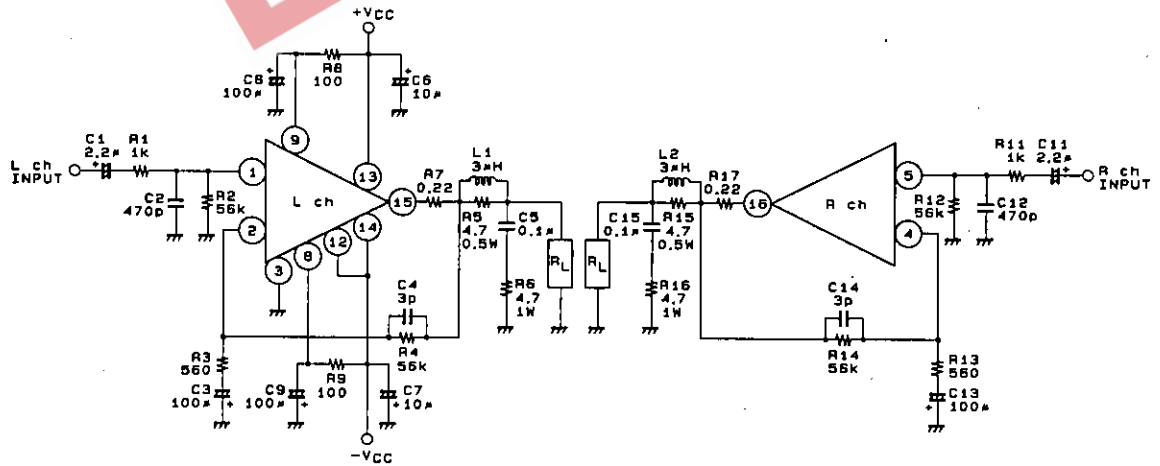 +VCC
C8
100μ
R8
100
C6
10μ
9
13
L ch
INPUT
C1
2.2μ
+
R1
1k
C2
470p
R2
56k
1
2
3
8
12
14
15
L ch
R7
0.22
L1
3μH
R5
4.7
0.5W
C5
0.1μ
R6
4.7
1W
RL
RL
L2
3μH
C15
0.1μ
R15
4.7
0.5W
R16
4.7
1W
R17
0.22
16
R ch
5
4
R11
1k
C11
2.2μ
+
R ch
INPUT
R12
56k
C12
470p
C4
3p
R4
56k
C14
3p
R14
56k
R3
560
C3
100μ
+
C9
100μ
+
R9
100
C7
10μ
+
R13
560
C13
100μ
+
-VCC